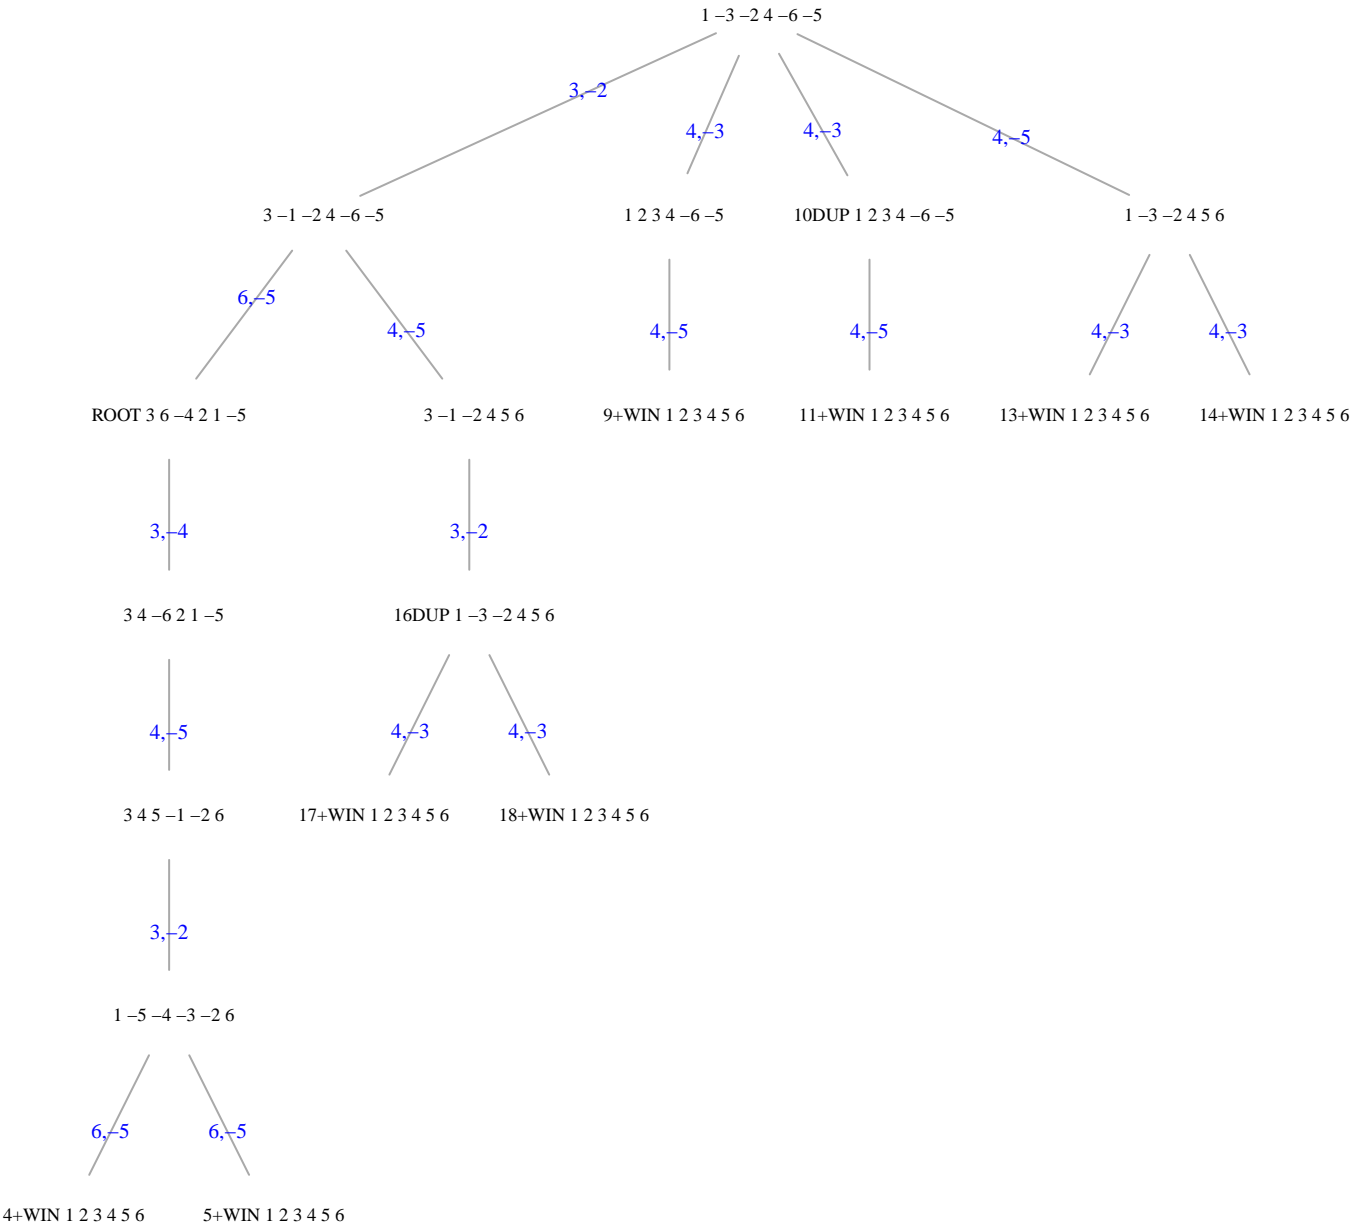 1 –3 –2 4 –6 –5
3,–2
4,–3
4,–3
4,–5
3 –1 –2 4 –6 –5
1 2 3 4 –6 –5
10DUP 1 2 3 4 –6 –5
1 –3 –2 4 5 6
6,–5
4,–5
4,–5
4,–5
4,–3
4,–3
ROOT 3 6 –4 2 1 –5
3 –1 –2 4 5 6
9+WIN 1 2 3 4 5 6
11+WIN 1 2 3 4 5 6
13+WIN 1 2 3 4 5 6
14+WIN 1 2 3 4 5 6
3,–4
3,–2
3 4 –6 2 1 –5
16DUP 1 –3 –2 4 5 6
4,–5
4,–3
4,–3
3 4 5 –1 –2 6
17+WIN 1 2 3 4 5 6
18+WIN 1 2 3 4 5 6
3,–2
1 –5 –4 –3 –2 6
6,–5
6,–5
4+WIN 1 2 3 4 5 6
5+WIN 1 2 3 4 5 6